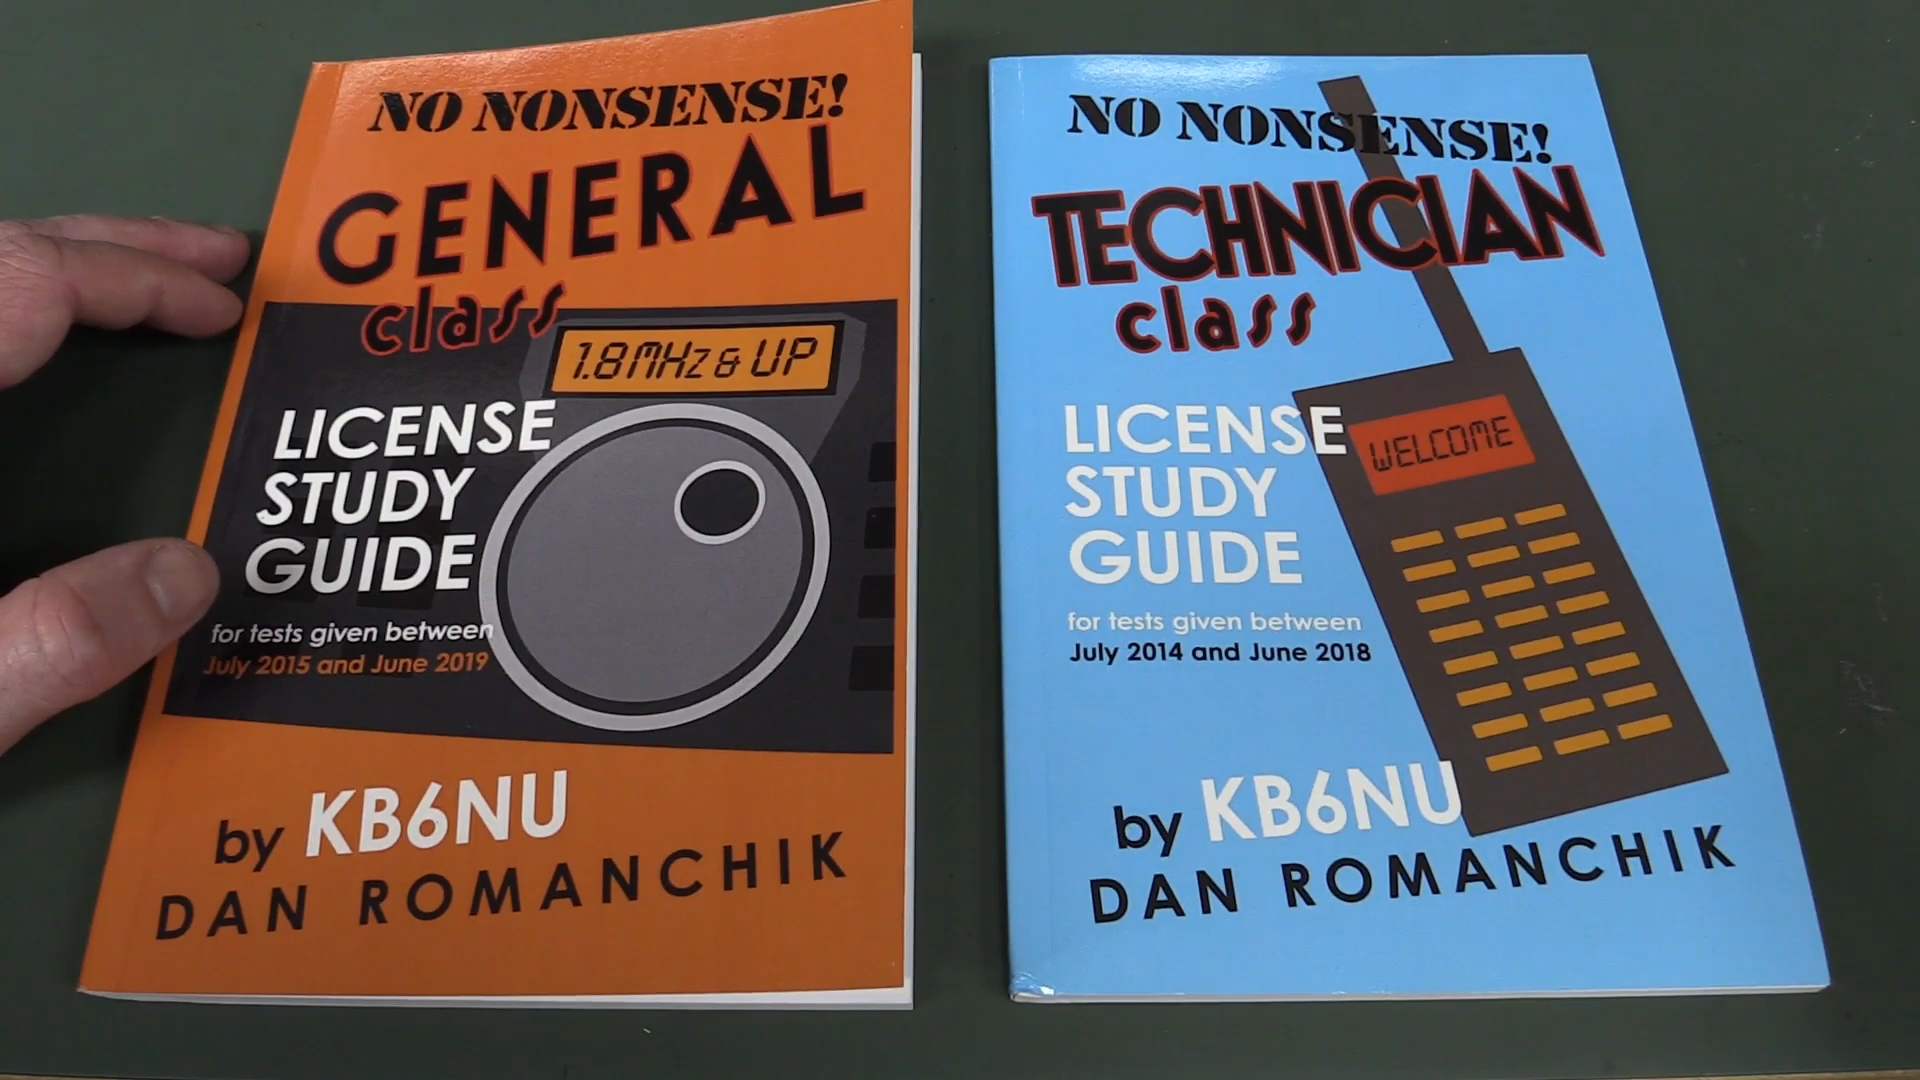 NO NONSENSE!
GENERAL
class
1.8MHz & UP
LICENSE
STUDY
GUIDE
for tests given between
July 2015 and June 2019
by KB6NU
DAN ROMANCHIK
NO NONSENSE!
TECHNICIAN
class
WELCOME
LICENSE
STUDY
GUIDE
for tests given between
July 2014 and June 2018
by KB6NU
DAN ROMANCHIK